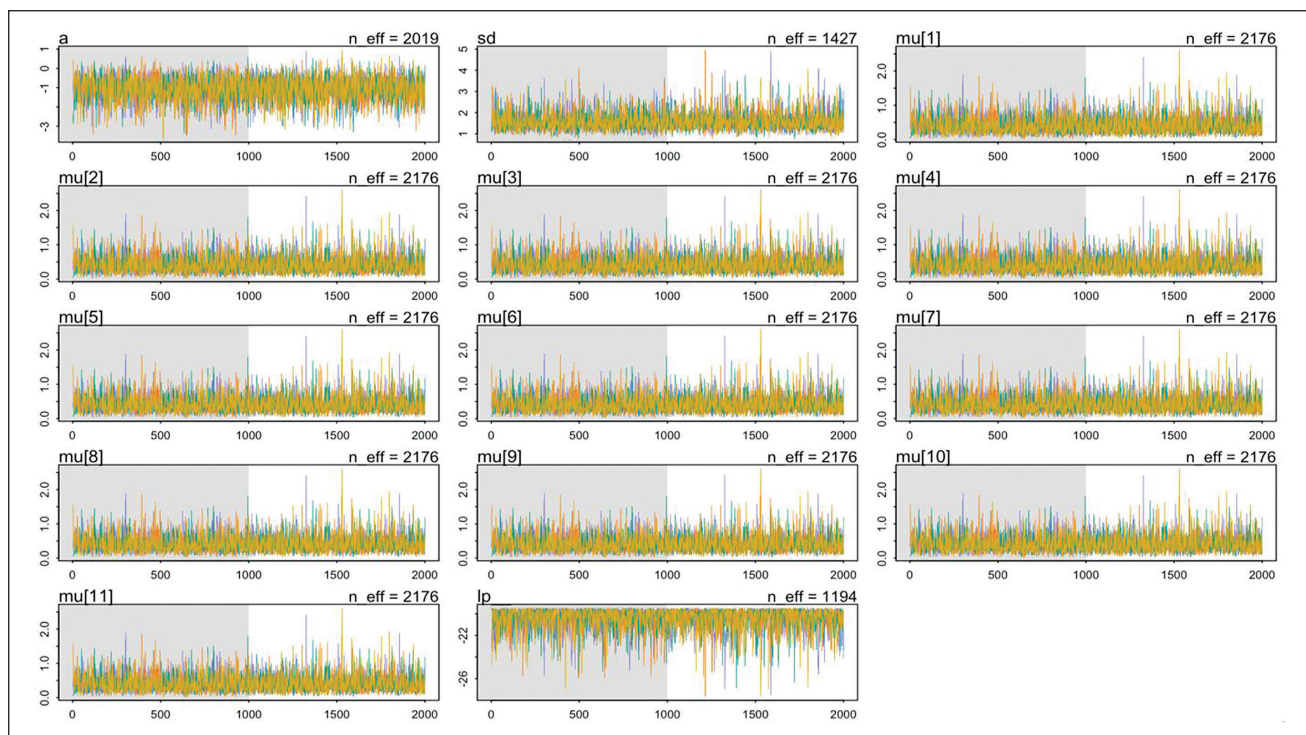 a n_eff = 2019 sd n_eff = 1427 mu[1] n_eff = 2176
1 0 -1 -3 5 4 3 2 1 2.0 1.0 0.0
0 500 1000 1500 2000 0 500 1000 1500 2000 0 500 1000 1500 2000
mu[2] n_eff = 2176 mu[3] n_eff = 2176 mu[4] n_eff = 2176
2.0 1.0 0.0 2.0 1.0 0.0 2.0 1.0 0.0
0 500 1000 1500 2000 0 500 1000 1500 2000 0 500 1000 1500 2000
mu[5] n_eff = 2176 mu[6] n_eff = 2176 mu[7] n_eff = 2176
2.0 1.0 0.0 2.0 1.0 0.0 2.0 1.0 0.0
0 500 1000 1500 2000 0 500 1000 1500 2000 0 500 1000 1500 2000
mu[8] n_eff = 2176 mu[9] n_eff = 2176 mu[10] n_eff = 2176
2.0 1.0 0.0 2.0 1.0 0.0 2.0 1.0 0.0
0 500 1000 1500 2000 0 500 1000 1500 2000 0 500 1000 1500 2000
mu[11] n_eff = 2176 lp__ n_eff = 1194
2.0 1.0 0.0 -22 -26
0 500 1000 1500 2000 0 500 1000 1500 2000